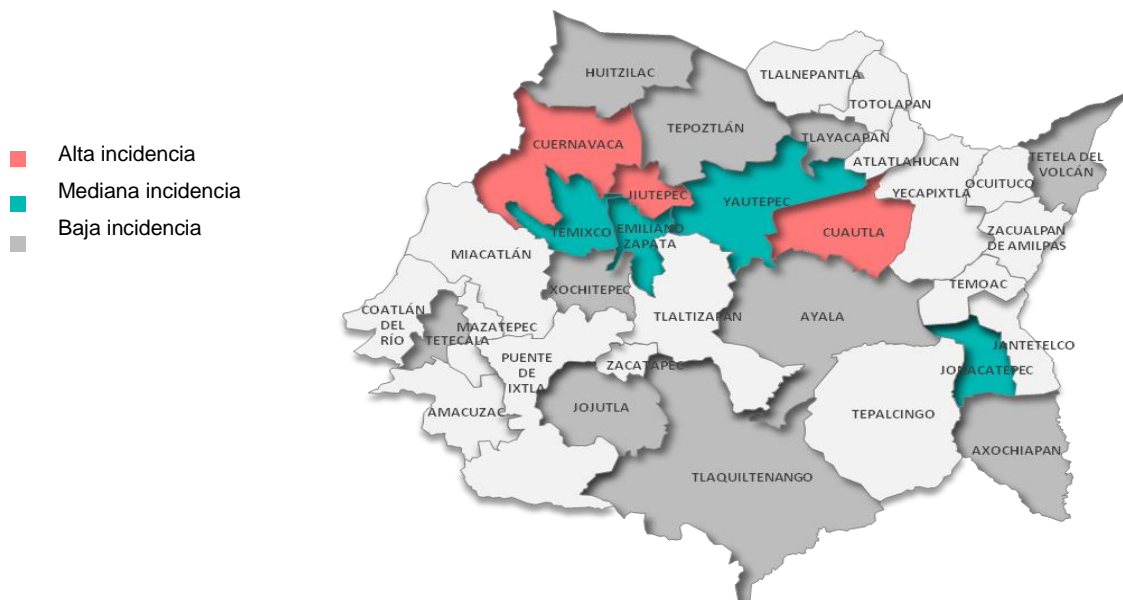 Alta incidencia
Mediana incidencia
Baja incidencia
HUITZILAC
TLALNEPANTLA
TOTOLAPAN
TEPOZTLÁN
TLAYACAPAN
CUERNAVACA
ATLATLAHUCAN
TETELA DEL
VOLCÁN
OCUITUCO
YECAPIXTLA
JIUTEPEC
YAUTEPEC
TEMIXCO
EMILIANO
ZAPATA
CUAUTLA
ZACUALPAN
DE AMILPAS
MIACATLÁN
XOCHITEPEC
TEMOAC
COATLÁN
DEL
RÍO
MAZATEPEC
TETECALA
TLALTIZAPÁN
AYALA
JANTETELCO
PUENTE
DE
IXTLA
ZACATAPEC
JONACATEPEC
AMACUZAC
JOJUTLA
TEPALCINGO
AXOCHIAPAN
TLAQUILTENANGO